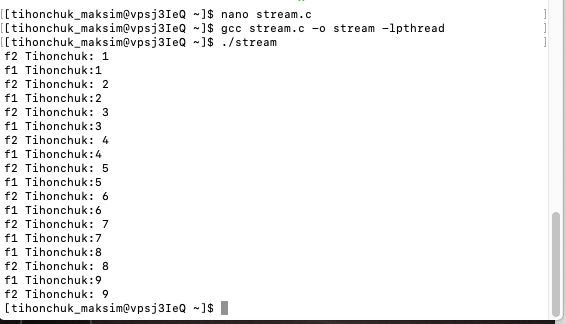 [[tihonchuk_maksim@vpsj3IeQ ~]$ nano stream.c ]
[[tihonchuk_maksim@vpsj3IeQ ~]$ gcc stream.c -o stream -lpthread ]
[[tihonchuk_maksim@vpsj3IeQ ~]$ ./stream ]
f2 Tihonchuk: 1
f1 Tihonchuk:1
f2 Tihonchuk: 2
f1 Tihonchuk:2
f2 Tihonchuk: 3
f1 Tihonchuk:3
f2 Tihonchuk: 4
f1 Tihonchuk:4
f2 Tihonchuk: 5
f1 Tihonchuk:5
f2 Tihonchuk: 6
f1 Tihonchuk:6
f2 Tihonchuk: 7
f1 Tihonchuk:7
f1 Tihonchuk:8
f2 Tihonchuk: 8
f1 Tihonchuk:9
f2 Tihonchuk: 9
[tihonchuk_maksim@vpsj3IeQ ~]$